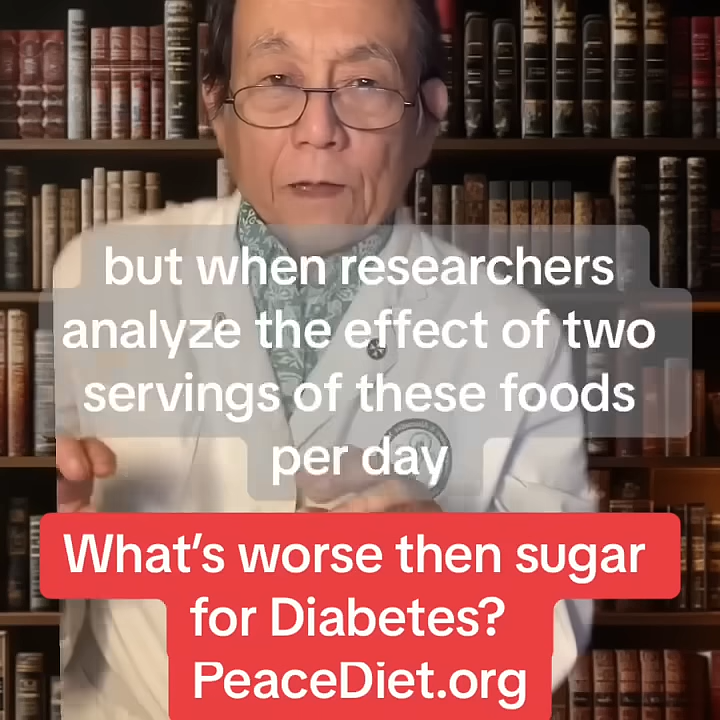 but when researchers
analyze the effect of two
servings of these foods
per day
What's worse then sugar
for Diabetes?
PeaceDiet.org